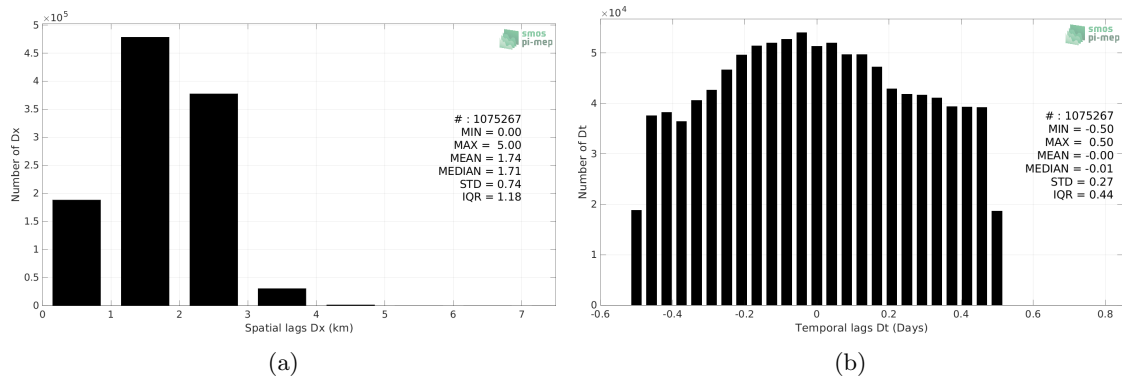 ×10⁵
5
4.5
4
3.5
3
2.5
2
1.5
1
0.5
0
Number of Dx
0 1 2 3 4 5 6 7
Spatial lags Dx (km)
smos
pi-mep
# : 1075267
MIN = 0.00
MAX = 5.00
MEAN = 1.74
MEDIAN = 1.71
STD = 0.74
IQR = 1.18
(a)
×10⁴
5
4
3
2
1
0
Number of Dt
-0.6 -0.4 -0.2 0 0.2 0.4 0.6 0.8
Temporal lags Dt (Days)
smos
pi-mep
# : 1075267
MIN = -0.50
MAX = 0.50
MEAN = -0.00
MEDIAN = -0.01
STD = 0.27
IQR = 0.44
(b)